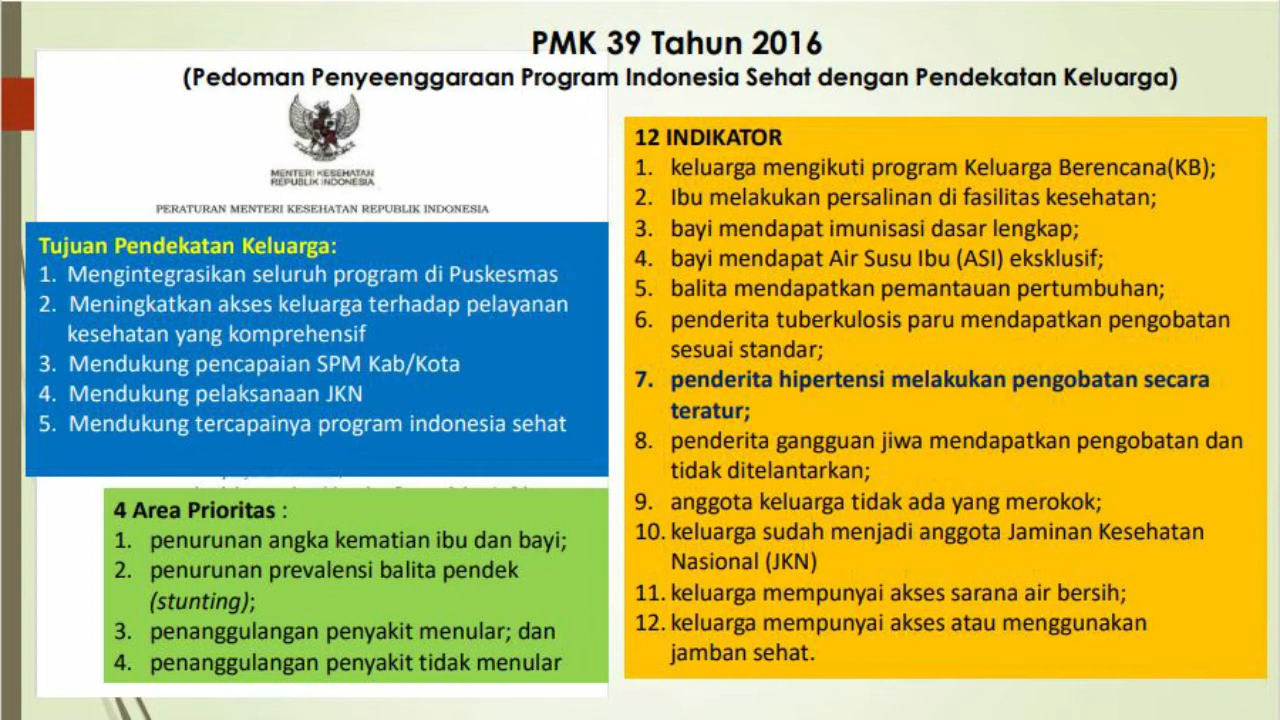 PMK 39 Tahun 2016
(Pedoman Penyeenggaraan Program Indonesia Sehat dengan Pendekatan Keluarga)
MENTERI KESEHATAN
REPUBLIK INDONESIA
PERATURAN MENTERI KESEHATAN REPUBLIK INDONESIA
Tujuan Pendekatan Keluarga:
1. Mengintegrasikan seluruh program di Puskesmas
2. Meningkatkan akses keluarga terhadap pelayanan
kesehatan yang komprehensif
3. Mendukung pencapaian SPM Kab/Kota
4. Mendukung pelaksanaan JKN
5. Mendukung tercapainya program indonesia sehat
4 Area Prioritas :
1. penurunan angka kematian ibu dan bayi;
2. penurunan prevalensi balita pendek
(stunting);
3. penanggulangan penyakit menular; dan
4. penanggulangan penyakit tidak menular
12 INDIKATOR
1. keluarga mengikuti program Keluarga Berencana(KB);
2. Ibu melakukan persalinan di fasilitas kesehatan;
3. bayi mendapat imunisasi dasar lengkap;
4. bayi mendapat Air Susu Ibu (ASI) eksklusif;
5. balita mendapatkan pemantauan pertumbuhan;
6. penderita tuberkulosis paru mendapatkan pengobatan
sesuai standar;
7. penderita hipertensi melakukan pengobatan secara
teratur;
8. penderita gangguan jiwa mendapatkan pengobatan dan
tidak ditelantarkan;
9. anggota keluarga tidak ada yang merokok;
10. keluarga sudah menjadi anggota Jaminan Kesehatan
Nasional (JKN)
11. keluarga mempunyai akses sarana air bersih;
12. keluarga mempunyai akses atau menggunakan
jamban sehat.